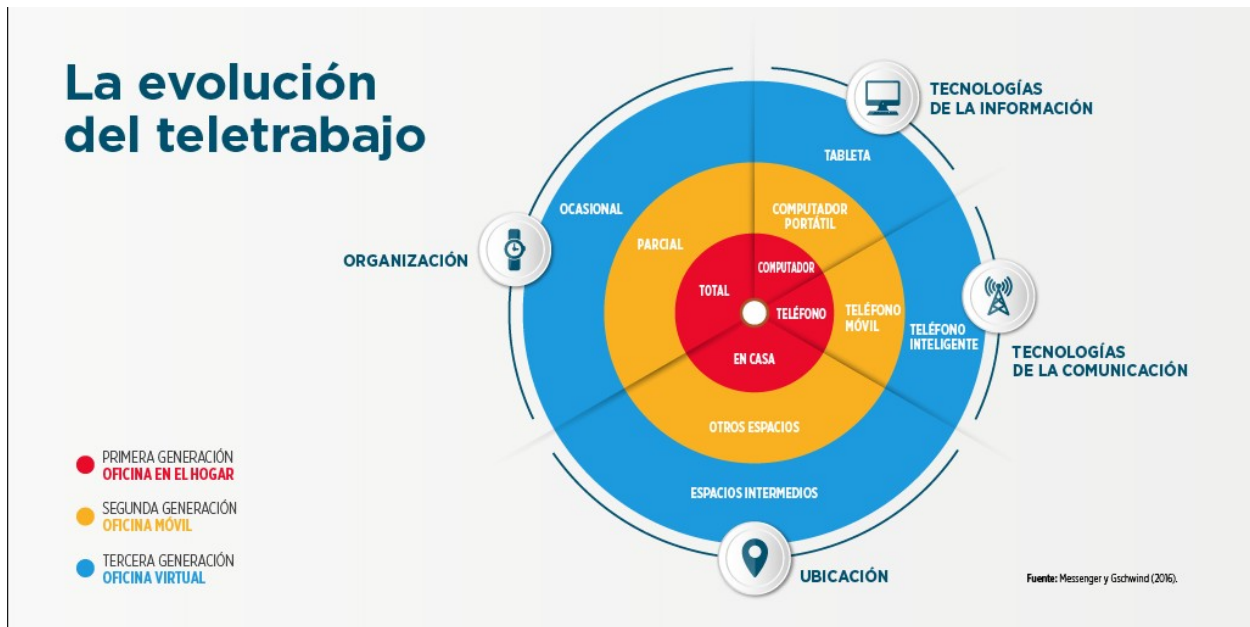 La evolución
del teletrabajo
TECNOLOGÍAS
DE LA INFORMACIÓN
TABLETA
OCASIONAL
COMPUTADOR
PORTÁTIL
PARCIAL
ORGANIZACIÓN
COMPUTADOR
TOTAL
TELÉFONO
TELÉFONO
MÓVIL
TELÉFONO
INTELIGENTE
TECNOLOGÍAS
DE LA COMUNICACIÓN
EN CASA
OTROS ESPACIOS
ESPACIOS INTERMEDIOS
UBICACIÓN
PRIMERA GENERACIÓN
OFICINA EN EL HOGAR
SEGUNDA GENERACIÓN
OFICINA MÓVIL
TERCERA GENERACIÓN
OFICINA VIRTUAL
Fuente: Messenger y Gschwind (2016).